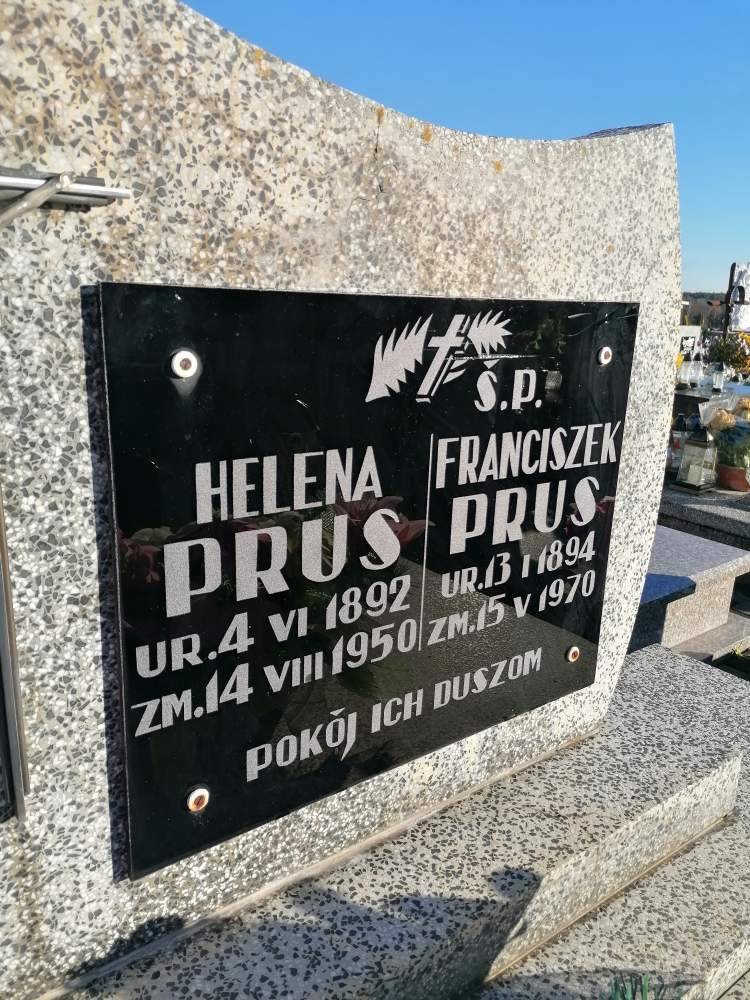 Ś.P.
HELENA
PRUS
UR.4 VI 1892
ZM.14 VIII 1950
FRANCISZEK
PRUS
UR.13 I 1894
ZM.15 V 1970
POKÓJ ICH DUSZOM